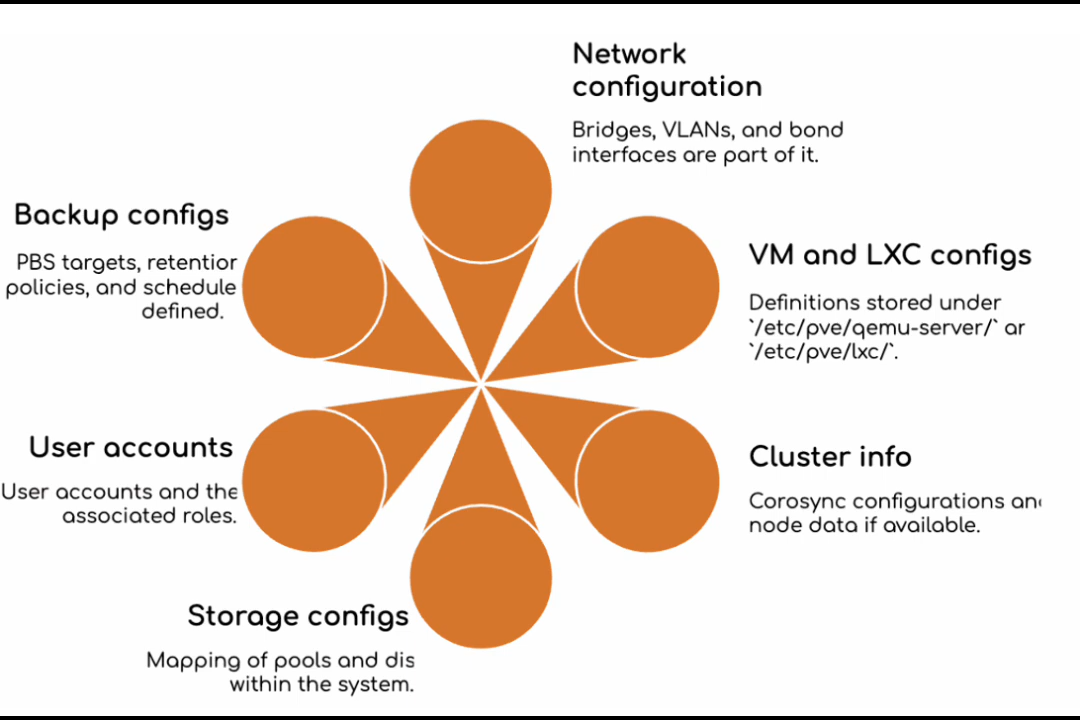 Network
configuration
Bridges, VLANs, and bond
interfaces are part of it.
VM and LXC configs
Definitions stored under
`/etc/pve/qemu-server/` ar
`/etc/pve/lxc/`.
Cluster info
Corosync configurations an
node data if available.
Storage configs
Mapping of pools and dis
within the system.
User accounts
User accounts and the
associated roles.
Backup configs
PBS targets, retentior
policies, and schedule
defined.